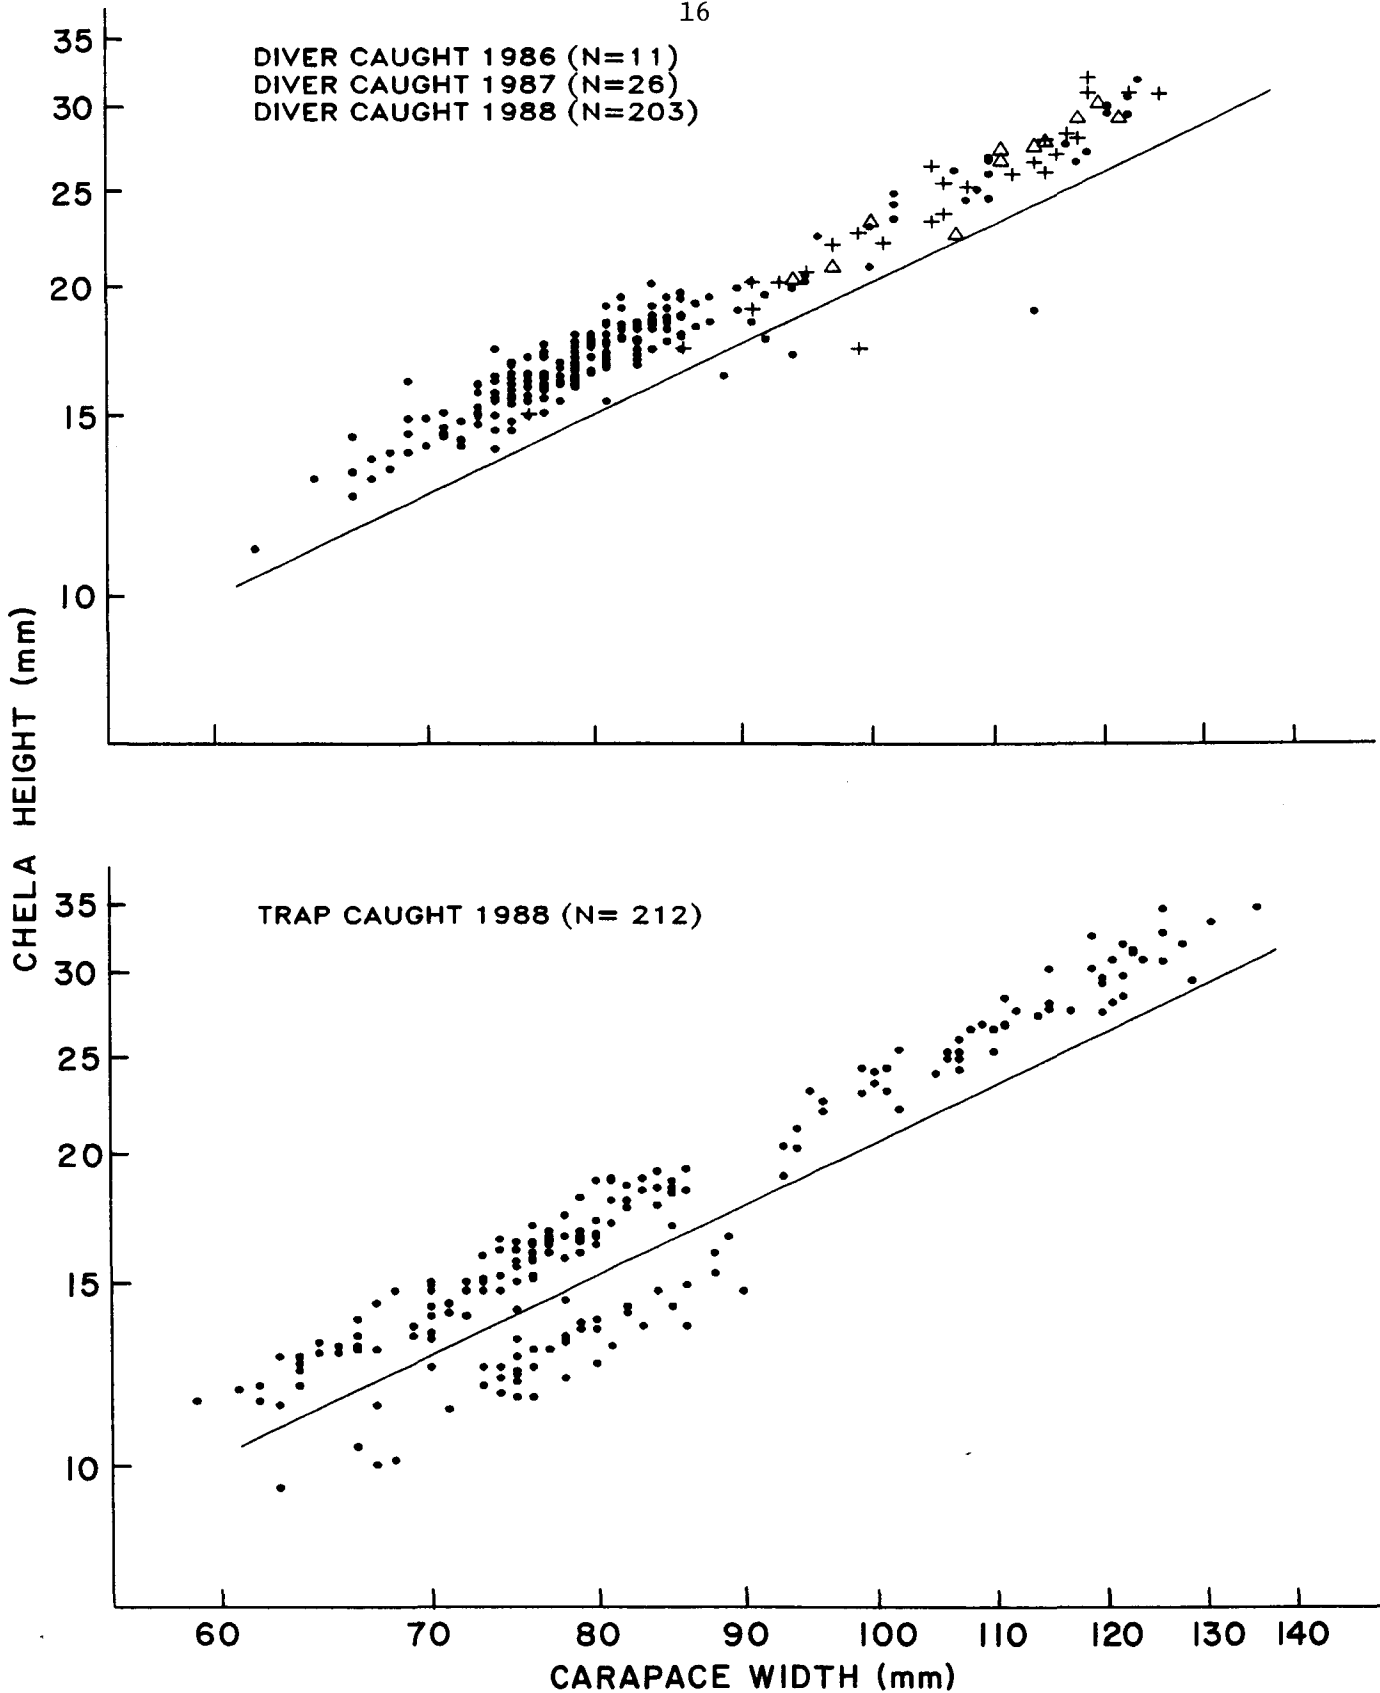 16
35
DIVER CAUGHT 1986 (N=11)
DIVER CAUGHT 1987 (N=26)
DIVER CAUGHT 1988 (N=203)
30
25
20
15
10
CHELA HEIGHT (mm)
35
TRAP CAUGHT 1988 (N= 212)
30
25
20
15
10
60 70 80 90 100 110 120 130 140
CARAPACE WIDTH (mm)